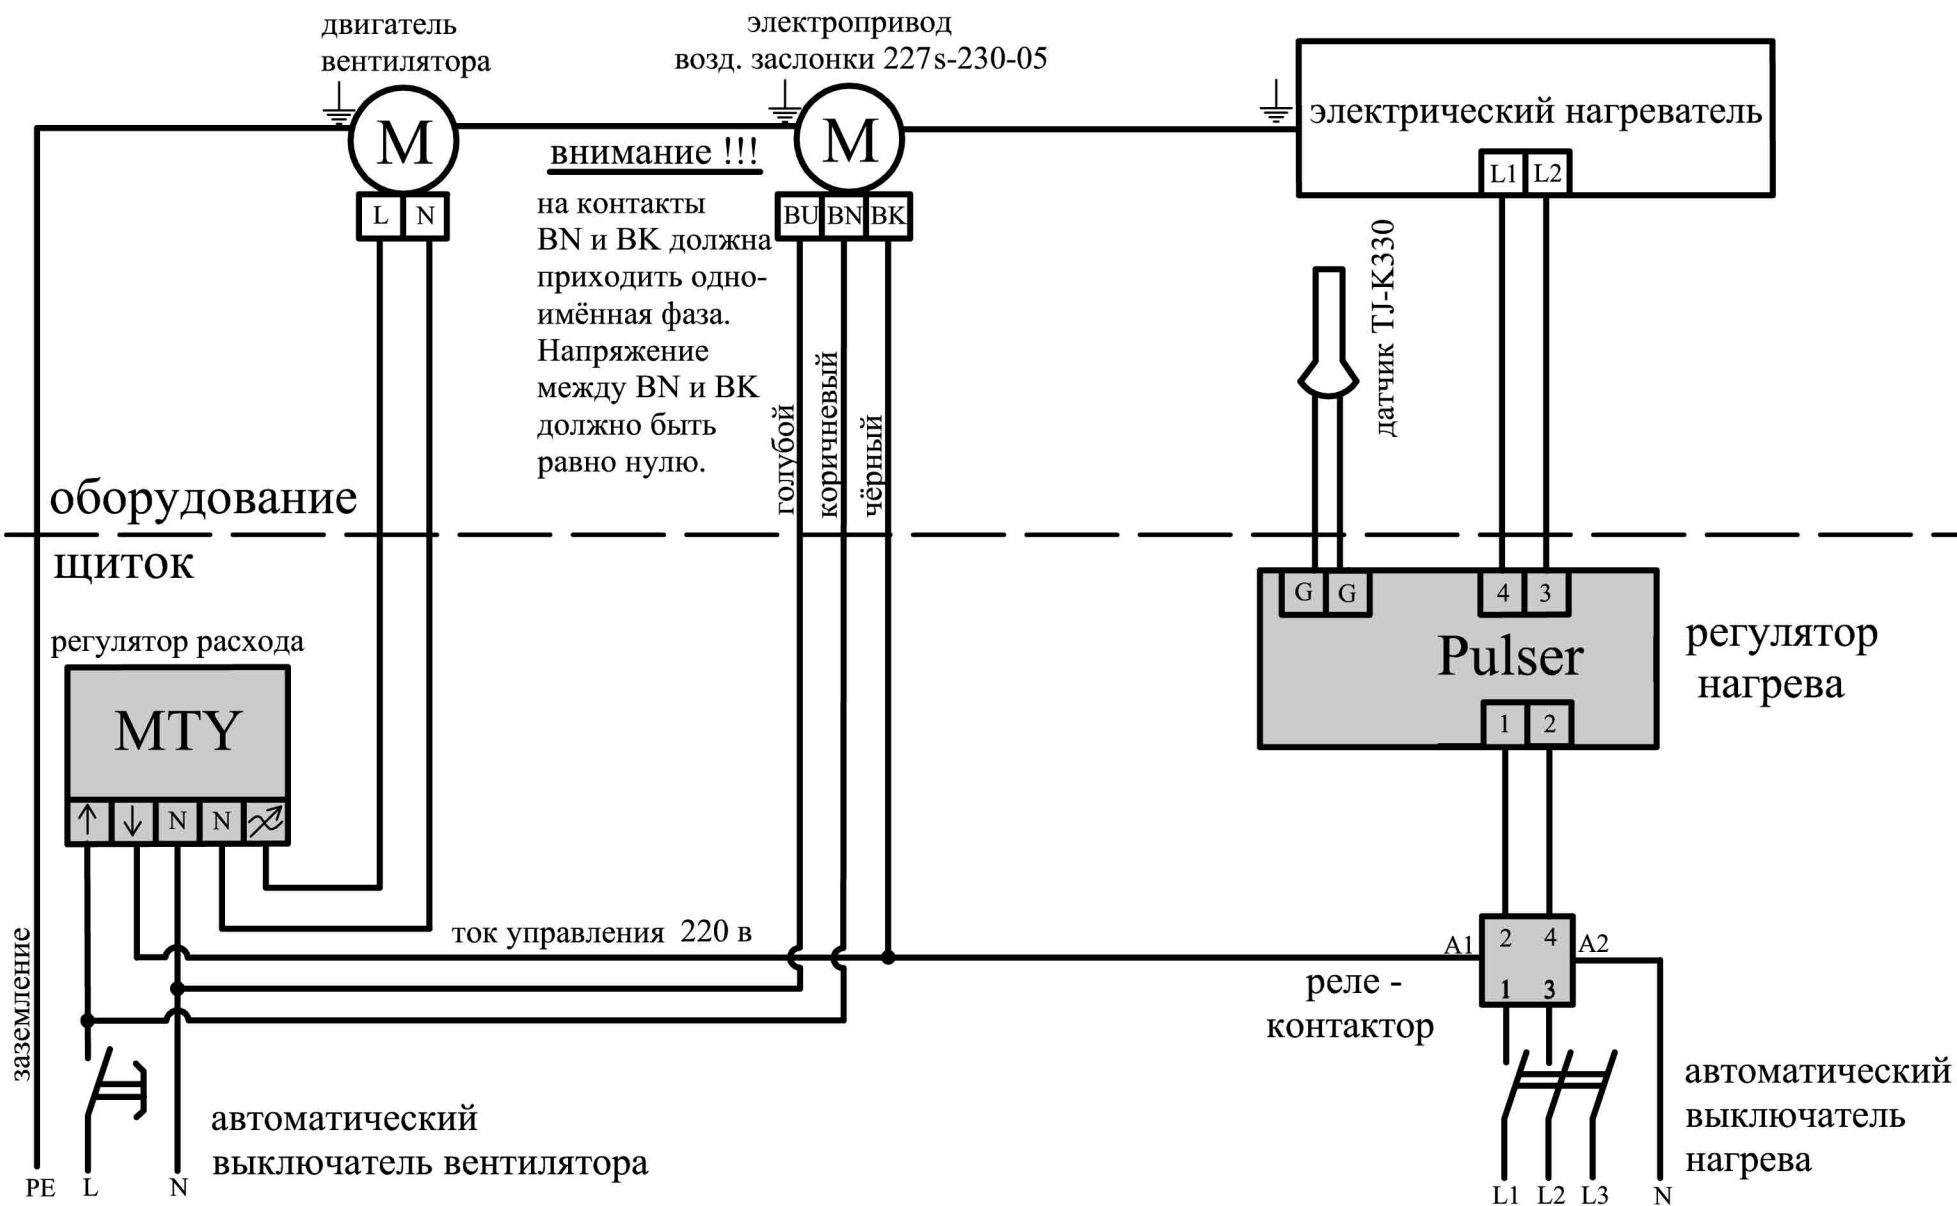 двигатель
вентилятора
электропривод
возд. заслонки 227s-230-05
электрический нагреватель
L1 L2
M
M
внимание !!!
L N
BU BN BK
на контакты
BN и BK должна
приходить одно-
имённая фаза.
Напряжение
между BN и BK
должно быть
равно нулю.
голубой
коричневый
чёрный
датчик TJ-K330
оборудование
щиток
регулятор расхода
MTY
N N
G G 4 3
Pulser
1 2
регулятор
нагрева
ток управления 220 в
заземление
A1 2 4 A2
1 3
реле -
контактор
автоматический
выключатель вентилятора
автоматический
выключатель
нагрева
PE L N
L1 L2 L3 N